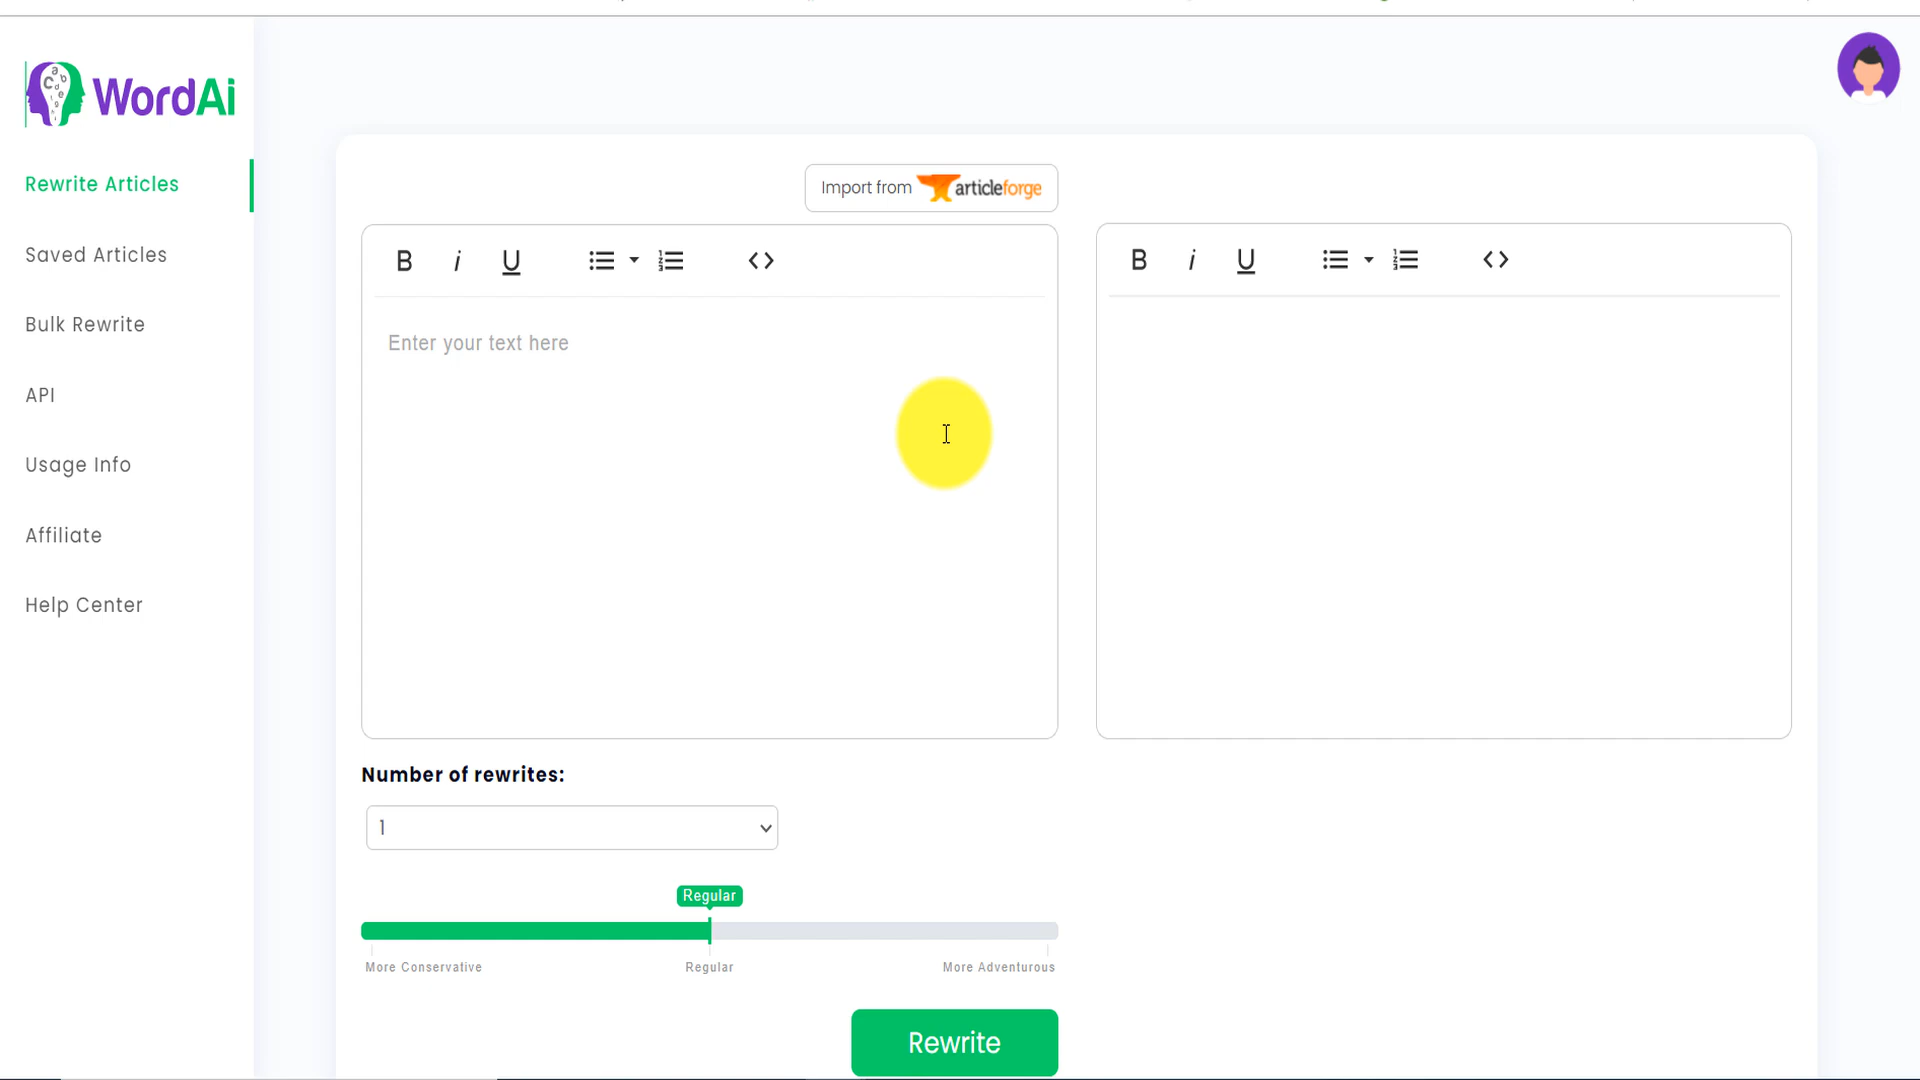 WordAi
Rewrite Articles
Saved Articles
Bulk Rewrite
API
Usage Info
Affiliate
Help Center
Import from articleforge
B i U
B i U
Enter your text here
Number of rewrites:
1
Regular
More Conservative Regular More Adventurous
Rewrite